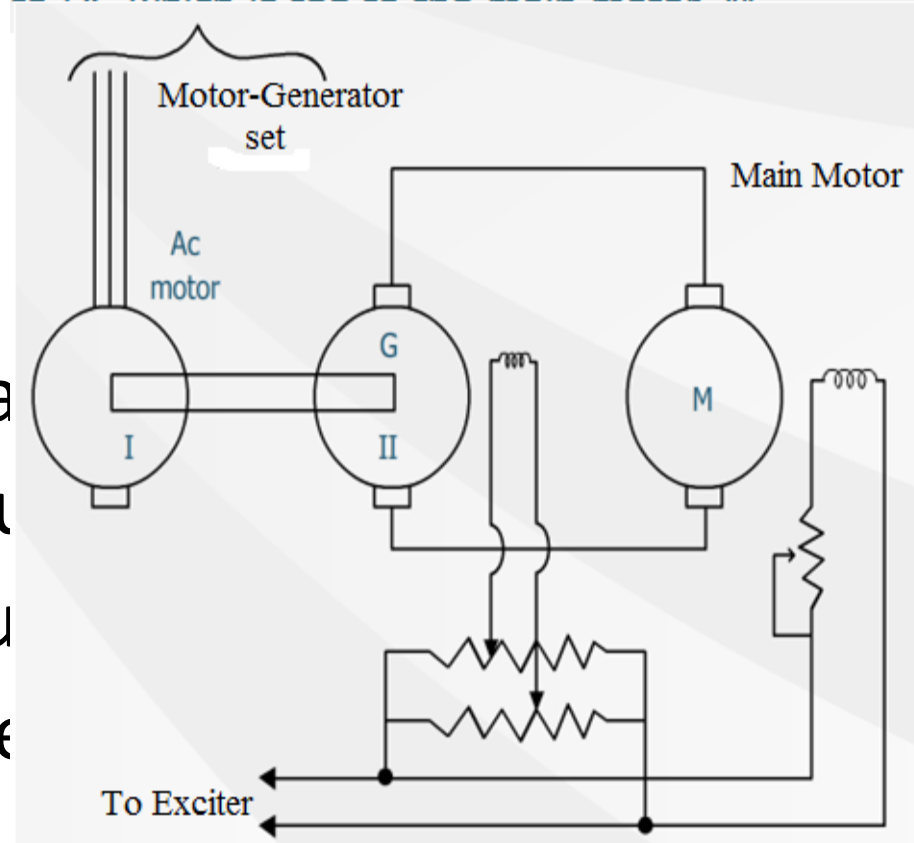 Motor-Generator
set
Main Motor
Ac
motor
G
M
I
II
To Exciter